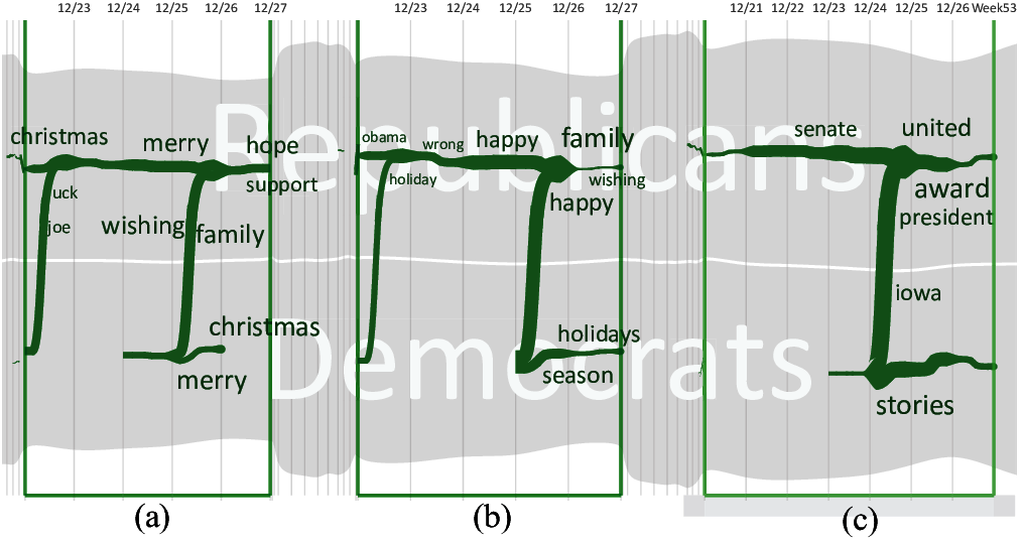 12/23 12/24 12/25 12/26 12/27
12/23 12/24 12/25 12/26 12/27
12/21 12/22 12/23 12/24 12/25 12/26 Week53
Republicans
Democrats
christmas
merry
hope
support
uck
joe
wishing
family
christmas
merry
obama
wrong
happy
family
holiday
wishing
happy
holidays
season
senate
united
award
president
iowa
stories
(a)
(b)
(c)